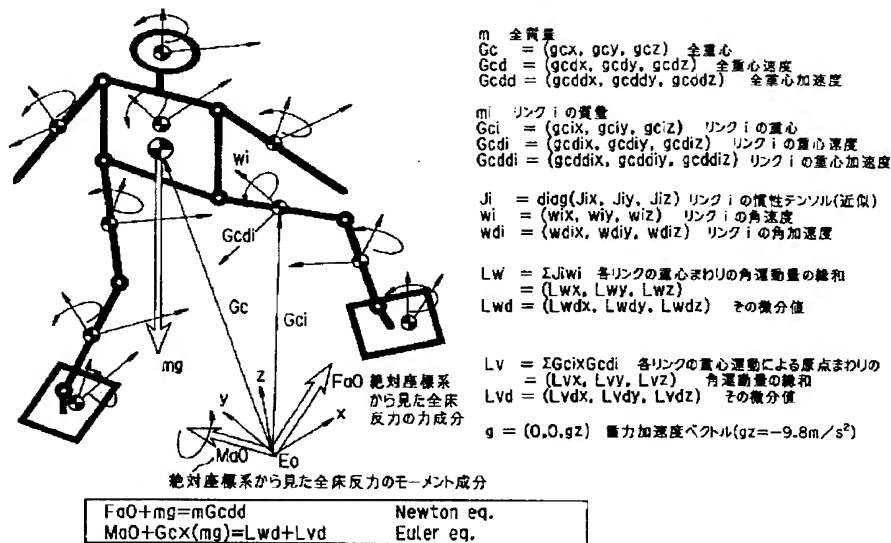 m 全質量
Gc = (gcx, gcy, gcz) 全重心
Gcd = (gcdx, gcdy, gcdz) 全重心速度
Gcdd = (gcddx, gcddy, gcddz) 全重心加速度
mi リンクiの質量
Gci = (gcix, gciy, gciz) リンクiの重心
Gcdi = (gcdix, gcdiy, gcdiz) リンクiの重心速度
Gcddi = (gcddix, gcddiy, gcddiz) リンクiの重心加速度
Ji = diag(Jix, Jiy, Jiz) リンクiの慣性テンソル(近似)
wi = (wix, wiy, wiz) リンクiの角速度
wdi = (wdix, wdiy, wdiz) リンクiの角加速度
Lw = ΣJiwi 各リンクの重心まわりの角運動量の総和
= (Lwx, Lwy, Lwz)
Lwd = (Lwdx, Lwdy, Lwdz) その微分値
Lv = ΣGcixGcdi 各リンクの重心運動による原点まわりの
= (Lvx, Lvy, Lvz) 角運動量の総和
Lvd = (Lvdx, Lvdy, Lvdz) その微分値
g = (0,0,gz) 重力加速度ベクトル(gz=-9.8m/s²)
wi
Gcdi
Gc
Gci
mg
z
y
x
FaO 絶対座標系
から見た全床
反力の力成分
MaO
Eo
絶対座標系から見た全床反力のモーメント成分
FaO+mg=mGcdd Newton eq.
MaO+Gcx(mg)=Lwd+Lvd Euler eq.